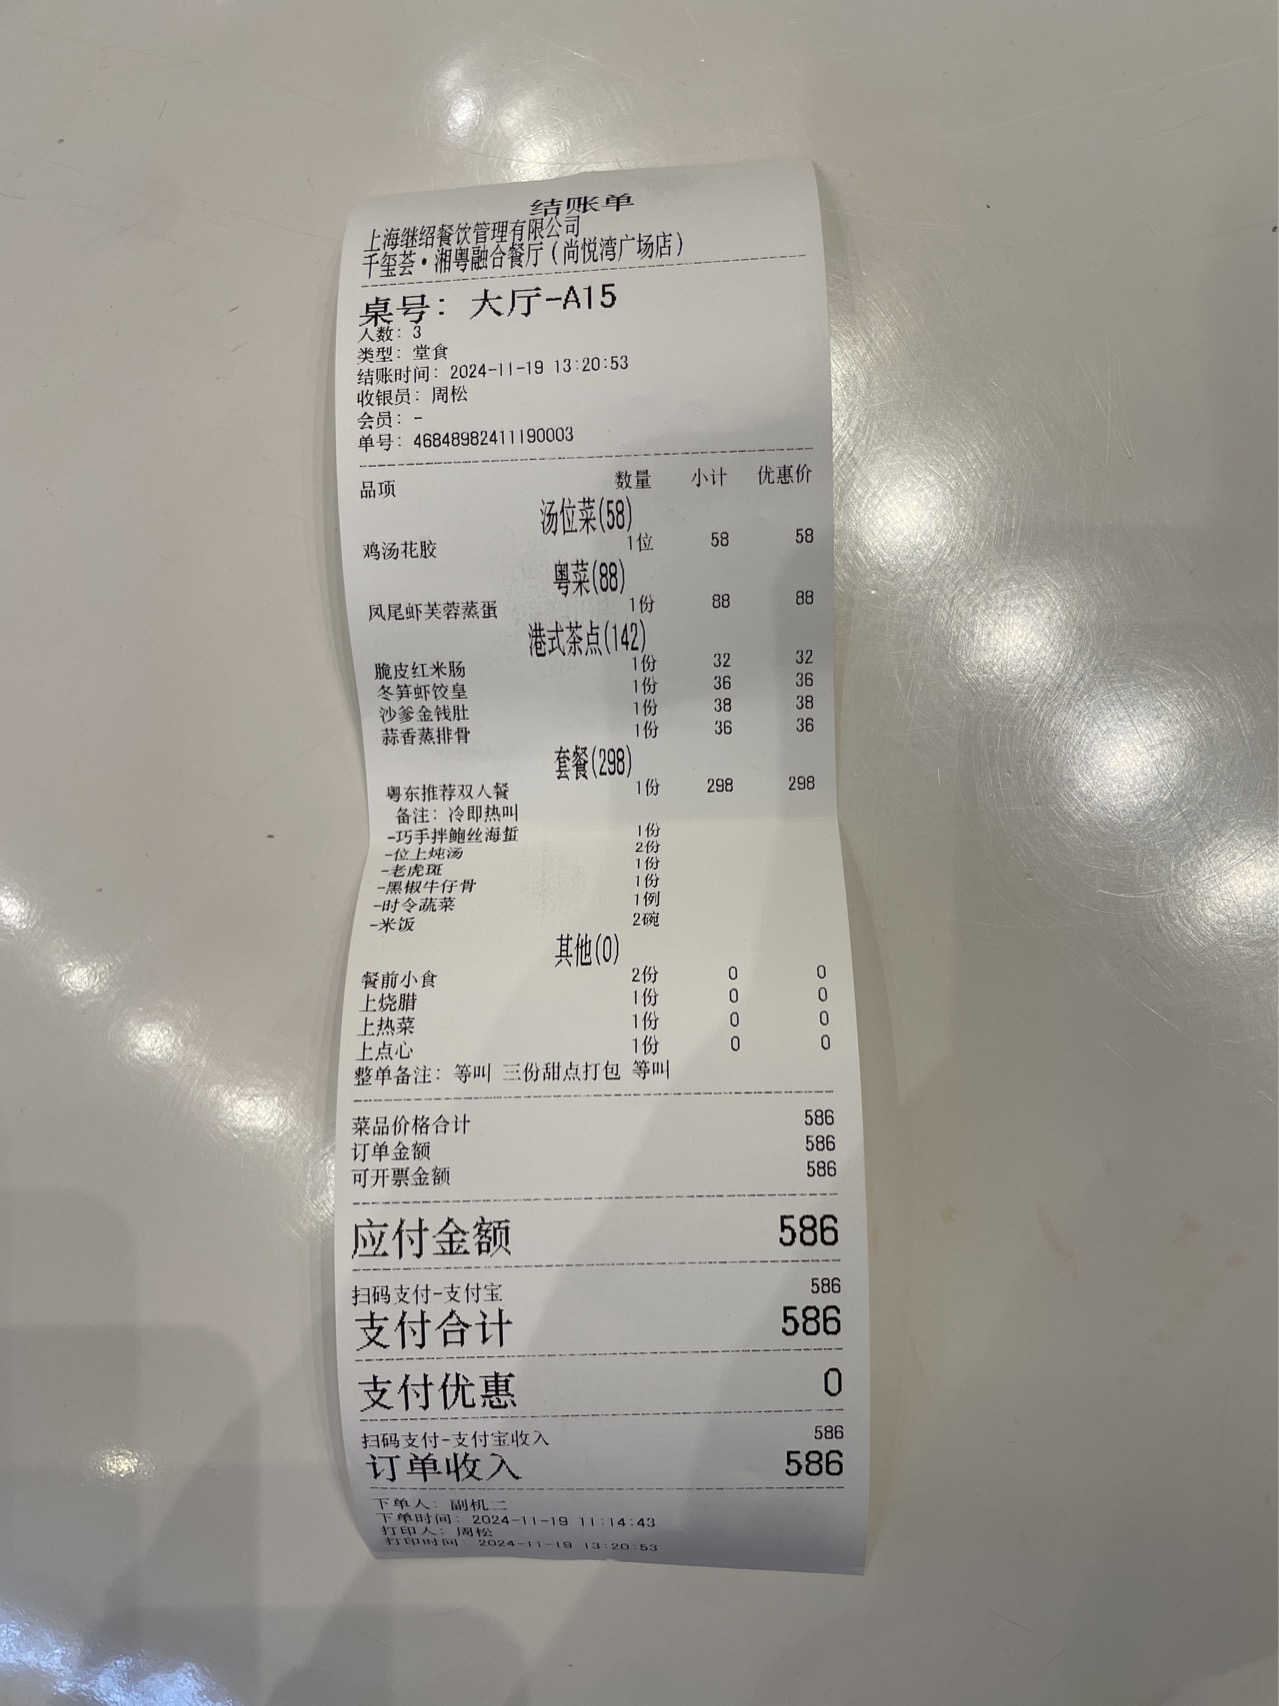 结账单
上海继绍餐饮管理有限公司
千玺荟·湘粤融合餐厅(尚悦湾广场店)
桌号: 大厅-A15
人数: 3
类型: 堂食
结账时间: 2024-11-19 13:20:53
收银员: 周松
会员: -
单号: 46848982411190003
品项 数量 小计 优惠价
汤位菜(58)
鸡汤花胶 1位 58 58
粤菜(88)
凤尾虾芙蓉蒸蛋 1份 88 88
港式茶点(142)
脆皮红米肠 1份 32 32
冬笋虾饺皇 1份 36 36
沙爹金钱肚 1份 38 38
蒜香蒸排骨 1份 36 36
套餐(298)
粤东推荐双人餐 1份 298 298
备注: 冷即热叫
-巧手拌鲍丝海蜇 1份
-位上炖汤 2份
-老虎斑 1份
-黑椒牛仔骨 1份
-时令蔬菜 1例
-米饭 2碗
其他(0)
餐前小食 2份 0 0
上烧腊 1份 0 0
上热菜 1份 0 0
上点心 1份 0 0
整单备注: 等叫 三份甜点打包 等叫
菜品价格合计 586
订单金额 586
可开票金额 586
应付金额 586
扫码支付-支付宝 586
支付合计 586
支付优惠 0
扫码支付-支付宝收入 586
订单收入 586
下单人: 副机二
下单时间: 2024-11-19 11:14:43
打印人: 周松
打印时间: 2024-11-19 13:20:53